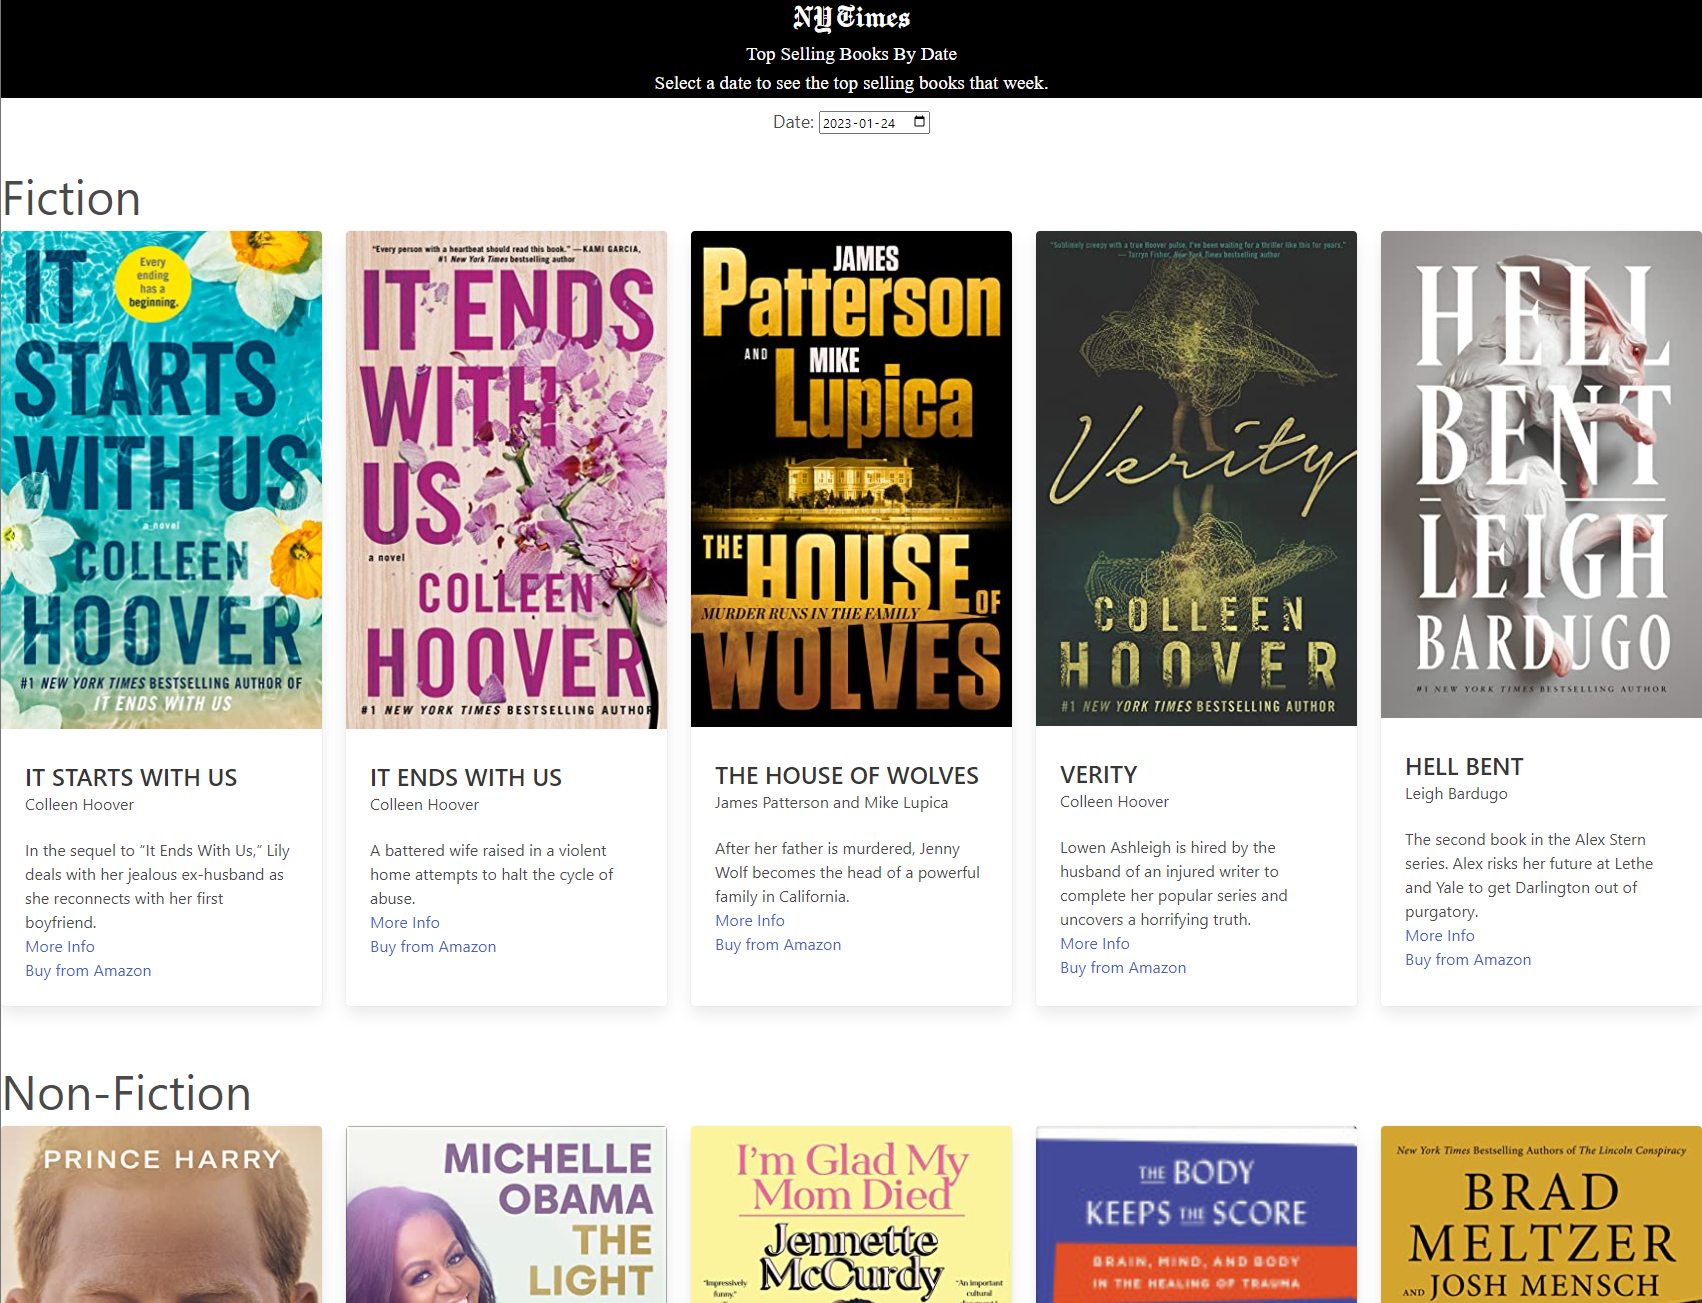 NY Times
Top Selling Books By Date
Select a date to see the top selling books that week.
Date: 2023-01-24
Fiction
Every
ending
has a
beginning.
IT
STARTS
WITH US
a novel
COLLEEN
HOOVER
#1 NEW YORK TIMES BESTSELLING AUTHOR OF
IT ENDS WITH US
IT STARTS WITH US
Colleen Hoover
In the sequel to “It Ends With Us,” Lily
deals with her jealous ex-husband as
she reconnects with her first
boyfriend.
More Info
Buy from Amazon
"Every person with a heartbeat should read this book." —KAMI GARCIA,
#1 New York Times bestselling author
IT ENDS
WITH
US
a novel
COLLEEN
HOOVER
#1 NEW YORK TIMES BESTSELLING AUTHOR
IT ENDS WITH US
Colleen Hoover
A battered wife raised in a violent
home attempts to halt the cycle of
abuse.
More Info
Buy from Amazon
JAMES
Patterson
AND MIKE
Lupica
THE HOUSE OF
MURDER RUNS IN THE FAMILY
WOLVES
THE HOUSE OF WOLVES
James Patterson and Mike Lupica
After her father is murdered, Jenny
Wolf becomes the head of a powerful
family in California.
More Info
Buy from Amazon
"Sublimely creepy with a true Hoover pulse. I've been waiting for a thriller like this for years."
— Tarryn Fisher, New York Times bestselling author
Verity
COLLEEN
HOOVER
#1 NEW YORK TIMES BESTSELLING AUTHOR
VERITY
Colleen Hoover
Lowen Ashleigh is hired by the
husband of an injured writer to
complete her popular series and
uncovers a horrifying truth.
More Info
Buy from Amazon
HELL
BENT
LEIGH
BARDUGO
#1 NEW YORK TIMES BESTSELLING AUTHOR
HELL BENT
Leigh Bardugo
The second book in the Alex Stern
series. Alex risks her future at Lethe
and Yale to get Darlington out of
purgatory.
More Info
Buy from Amazon
Non-Fiction
PRINCE HARRY
MICHELLE
OBAMA
THE
LIGHT
I'm Glad My
Mom Died
Jennette
McCurdy
"Impressively
funny."
"An important
cultural
THE BODY
KEEPS THE SCORE
BRAIN, MIND, AND BODY
IN THE HEALING OF TRAUMA
New York Times Bestselling Authors of The Lincoln Conspiracy
BRAD
MELTZER
AND JOSH MENSCH